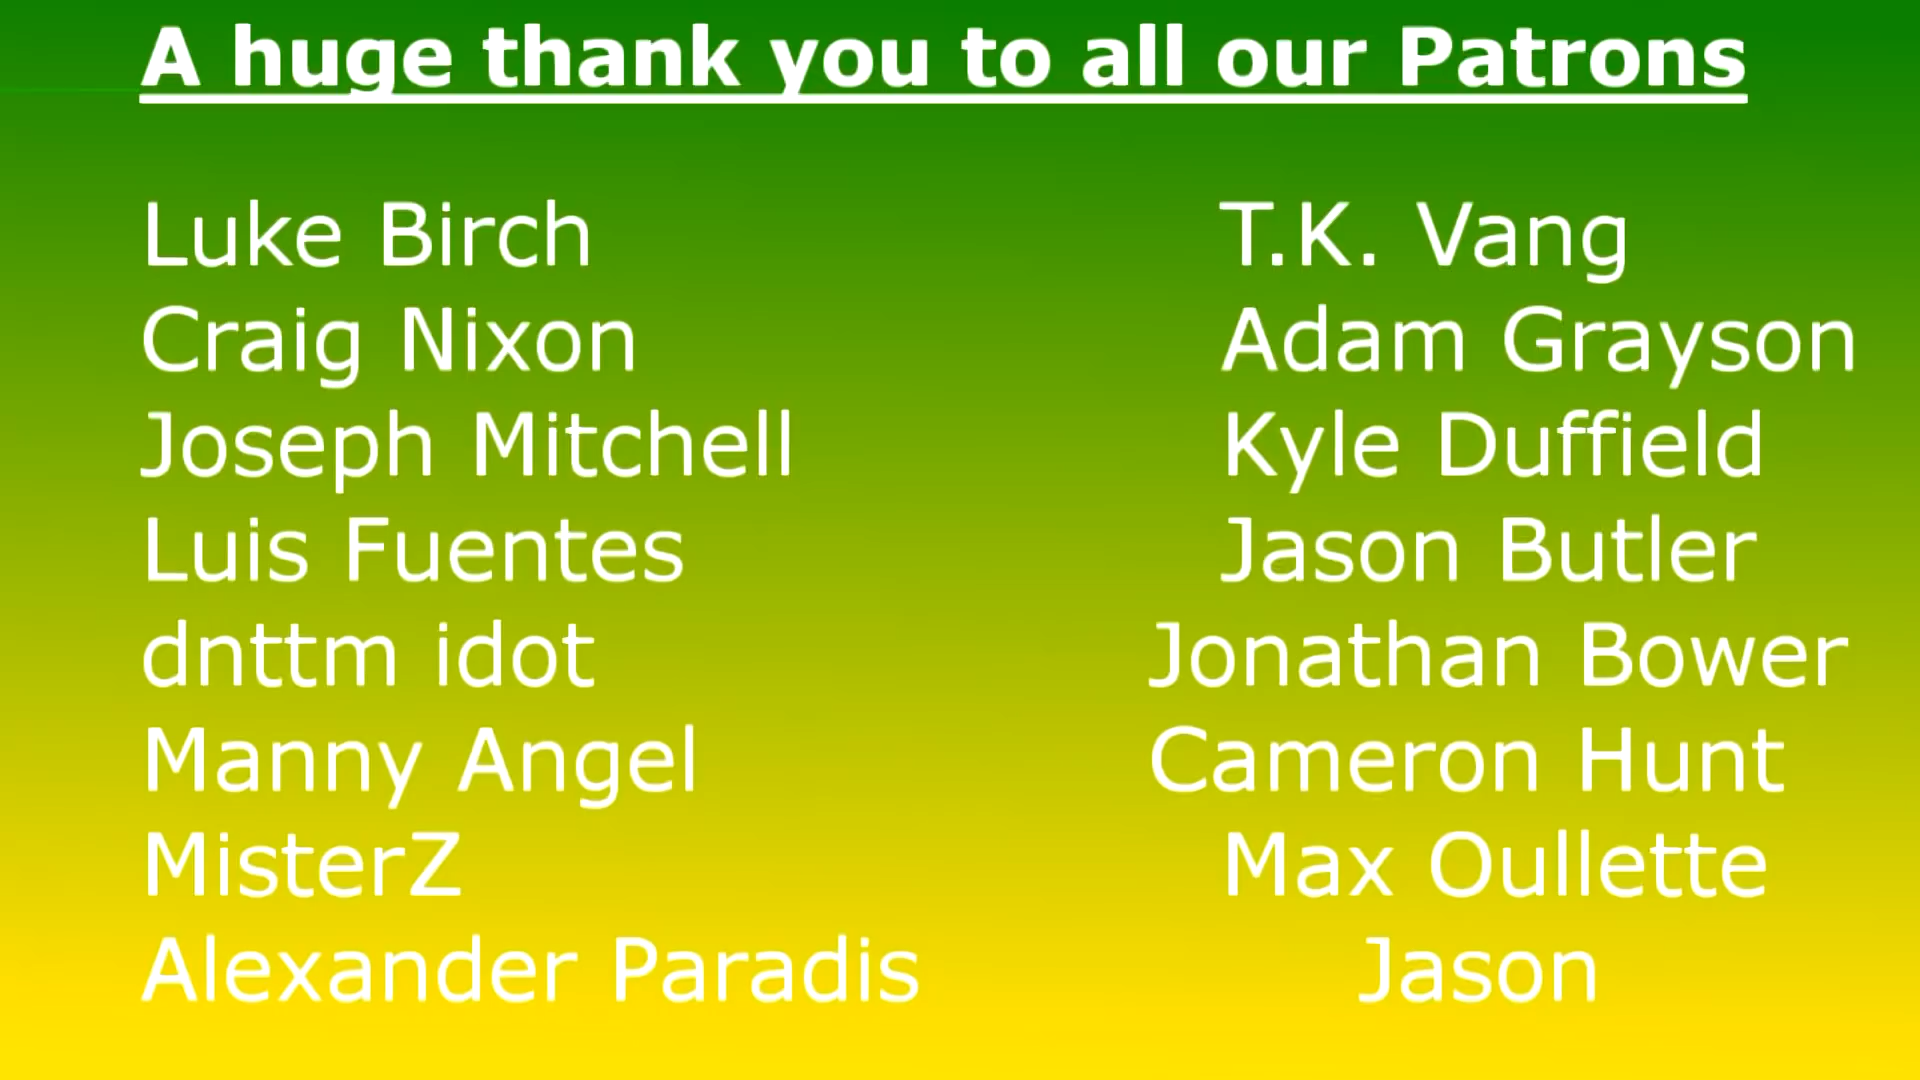 A huge thank you to all our Patrons
Luke Birch T.K. Vang
Craig Nixon Adam Grayson
Joseph Mitchell Kyle Duffield
Luis Fuentes Jason Butler
dnttm idot Jonathan Bower
Manny Angel Cameron Hunt
MisterZ Max Oullette
Alexander Paradis Jason